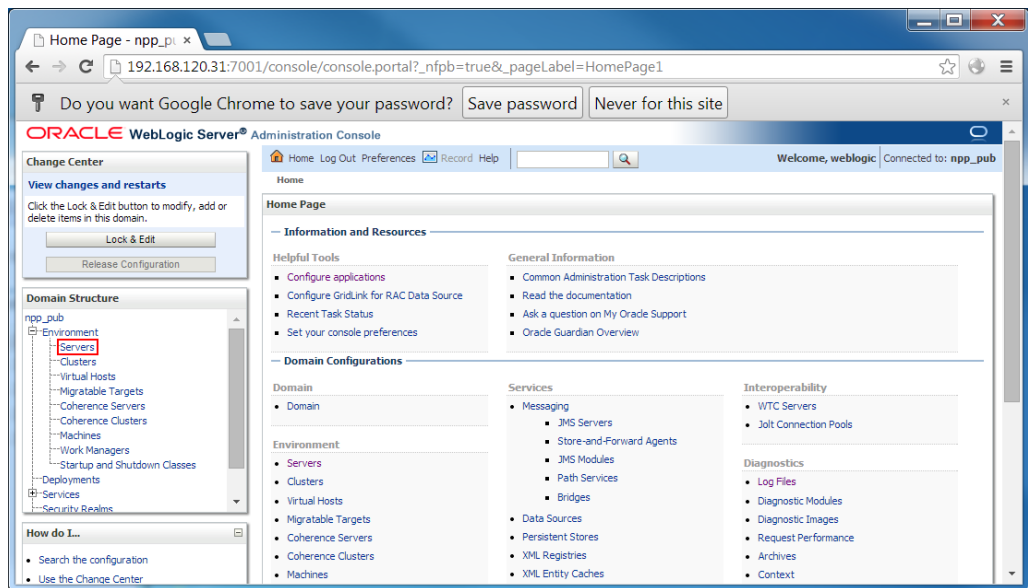 Home Page - npp_pu ×
192.168.120.31:7001/console/console.portal?_nfpb=true&_pageLabel=HomePage1
Do you want Google Chrome to save your password? Save password Never for this site ×
ORACLE WebLogic Server® Administration Console
Change Center
View changes and restarts
Click the Lock & Edit button to modify, add or
delete items in this domain.
Lock & Edit
Release Configuration
Domain Structure
npp_pub
Environment
Servers
Clusters
Virtual Hosts
Migratable Targets
Coherence Servers
Coherence Clusters
Machines
Work Managers
Startup and Shutdown Classes
Deployments
Services
Security Realms
How do I...
Search the configuration
Use the Change Center
Home Log Out Preferences Record Help
Welcome, weblogic Connected to: npp_pub
Home
Home Page
Information and Resources
Helpful Tools
Configure applications
Configure GridLink for RAC Data Source
Recent Task Status
Set your console preferences
General Information
Common Administration Task Descriptions
Read the documentation
Ask a question on My Oracle Support
Oracle Guardian Overview
Domain Configurations
Domain
Domain
Environment
Servers
Clusters
Virtual Hosts
Migratable Targets
Coherence Servers
Coherence Clusters
Machines
Services
Messaging
JMS Servers
Store-and-Forward Agents
JMS Modules
Path Services
Bridges
Data Sources
Persistent Stores
XML Registries
XML Entity Caches
Interoperability
WTC Servers
Jolt Connection Pools
Diagnostics
Log Files
Diagnostic Modules
Diagnostic Images
Request Performance
Archives
Context